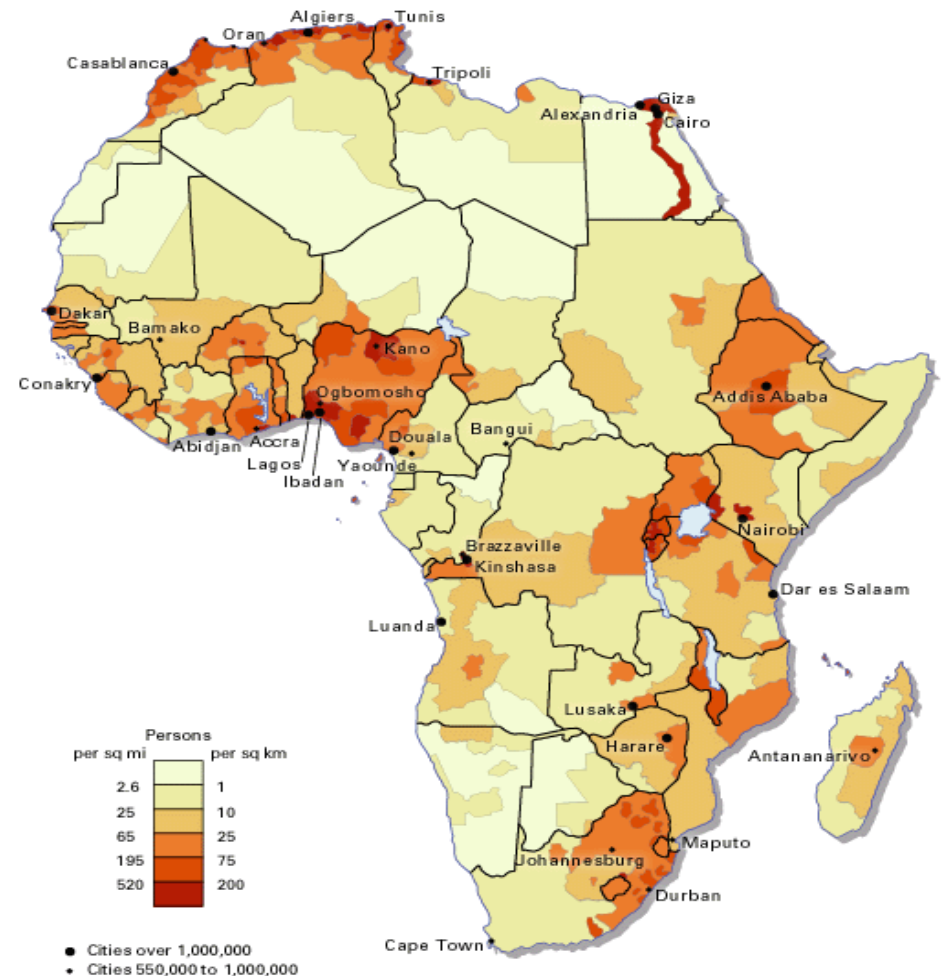 Algiers
Tunis
Oran
Casablanca
Tripoli
Giza
Alexandria
Cairo
Dakar
Bamako
Kano
Conakry
Ogbomosho
Addis Ababa
Abidjan
Accra
Douala
Bangui
Lagos
Yaounde
Ibadan
Nairobi
Brazzaville
Kinshasa
Dar es Salaam
Luanda
Lusaka
Harare
Antananarivo
Persons
per sq mi
per sq km
2.6
1
25
10
65
25
195
75
520
200
Maputo
Johannesburg
Durban
Cape Town
Cities over 1,000,000
Cities 550,000 to 1,000,000